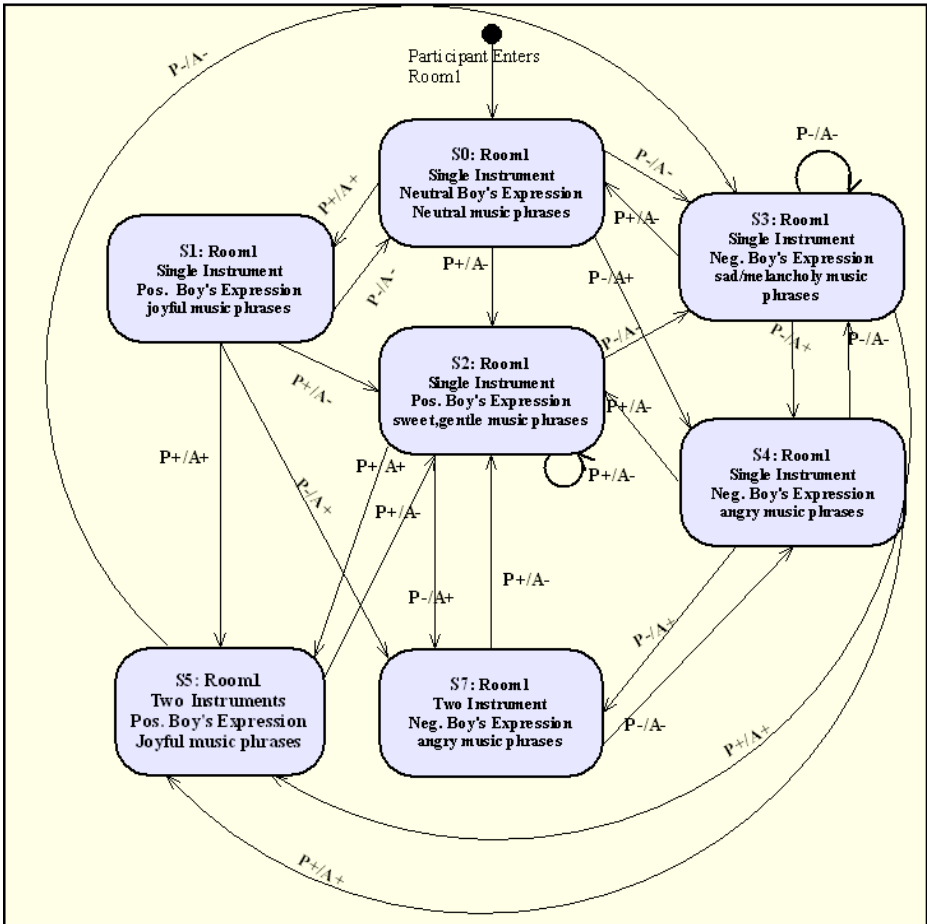 P-/A-
Participant Enters
Room1
S0: Room1
Single Instrument
Neutral Boy's Expression
Neutral music phrases
P-/A-
P-/A-
P+/A+
P+/A-
S1: Room1
Single Instrument
Pos. Boy's Expression
joyful music phrases
S3: Room1
Single Instrument
Neg. Boy's Expression
sad/melancholy music
phrases
P-/A-
P+/A-
P-/A+
S2: Room1
Single Instrument
Pos. Boy's Expression
sweet,gentle music phrases
P-/A-
P-/A+
P-/A-
P+/A-
P+/A-
P+/A-
S4: Room1
Single Instrument
Neg. Boy's Expression
angry music phrases
P+/A+
P+/A+
P-/A+
P+/A-
P-/A+
P+/A-
P-/A+
S5: Room1
Two Instruments
Pos. Boy's Expression
Joyful music phrases
S7: Room1
Two Instrument
Neg. Boy's Expression
angry music phrases
P-/A-
P+/A+
P+/A+